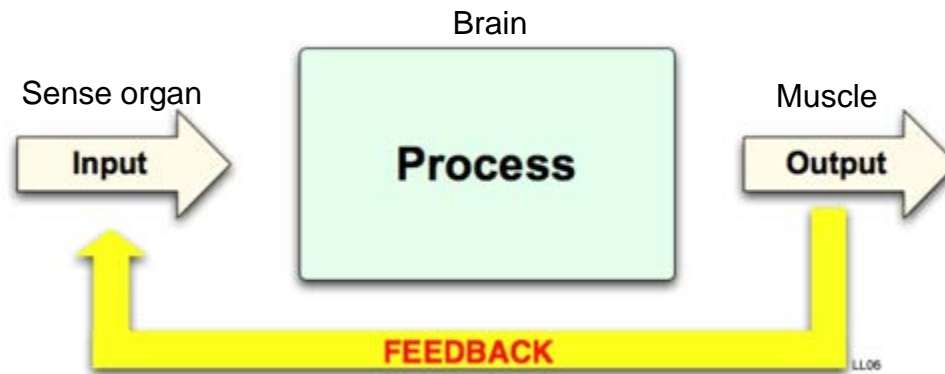 Brain
Sense organ
Muscle
Input
Process
Output
FEEDBACK
LL06